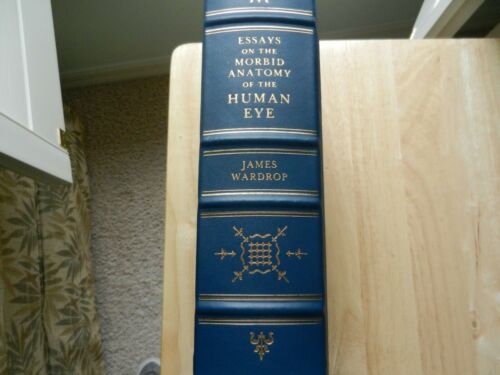 ESSAYS
ON THE
MORBID
ANATOMY
OF THE
HUMAN
EYE
JAMES
WARDROP